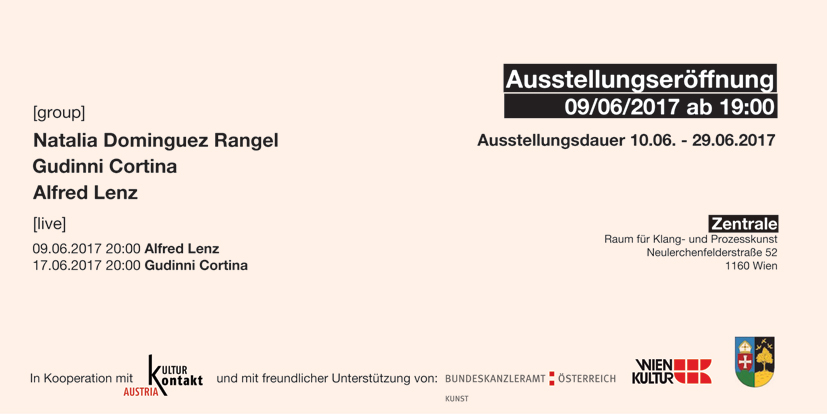 Ausstellungseröffnung
09/06/2017 ab 19:00
Ausstellungsdauer 10.06. - 29.06.2017
[group]
Natalia Dominguez Rangel
Gudinni Cortina
Alfred Lenz
[live]
09.06.2017 20:00 Alfred Lenz
17.06.2017 20:00 Gudinni Cortina
Zentrale
Raum für Klang- und Prozesskunst
Neulerchenfelderstraße 52
1160 Wien
In Kooperation mit
KULTUR
Kontakt
AUSTRIA
und mit freundlicher Unterstützung von:
BUNDESKANZLERAMT ÖSTERREICH
KUNST
WIEN
KULTUR